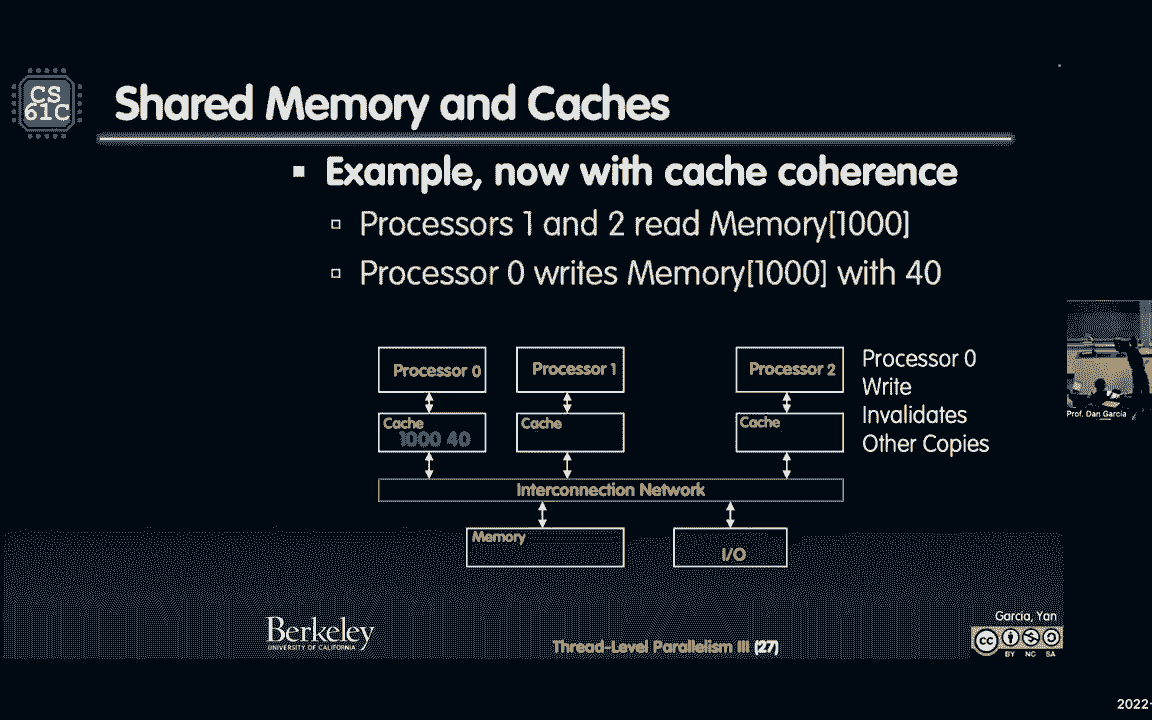 CS
61C
Shared Memory and Caches
Example, now with cache coherence
Processors 1 and 2 read Memory[1000]
Processor 0 writes Memory[1000] with 40
Processor 0
Processor 1
Processor 2
Processor 0
Write
Invalidates
Other Copies
Cache
1000 40
Cache
Cache
Interconnection Network
Memory
I/O
Prof. Dan Garcia
Berkeley
UNIVERSITY OF CALIFORNIA
Thread-Level Parallelism III (27)
Garcia, Yan
cc
BY NC SA
2022-